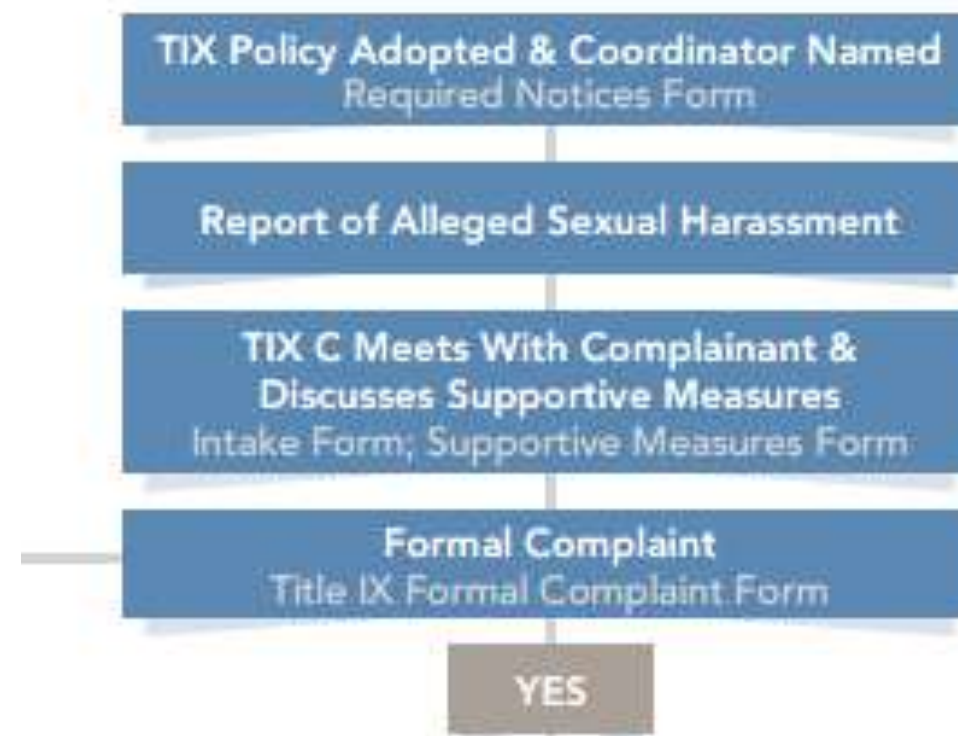 TIX Policy Adopted & Coordinator Named
Required Notices Form
Report of Alleged Sexual Harassment
TIX C Meets With Complainant &
Discusses Supportive Measures
Intake Form; Supportive Measures Form
Formal Complaint
Title IX Formal Complaint Form
YES